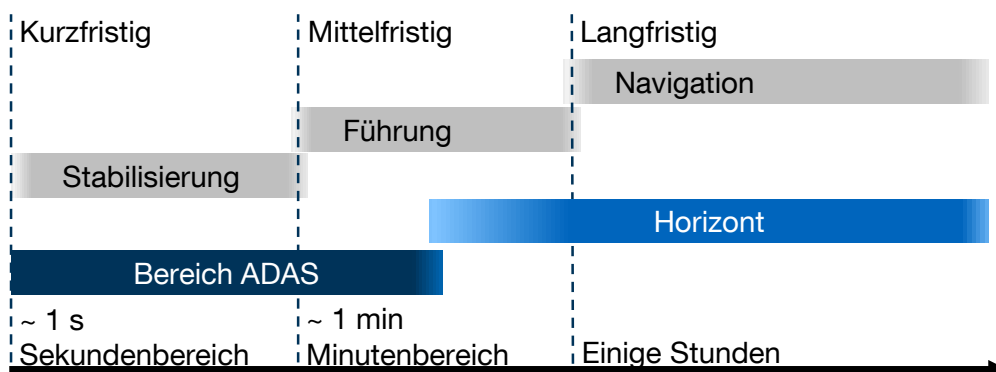 Kurzfristig
Mittelfristig
Langfristig
Navigation
Führung
Stabilisierung
Horizont
Bereich ADAS
~ 1 s
~ 1 min
Sekundenbereich
Minutenbereich
Einige Stunden